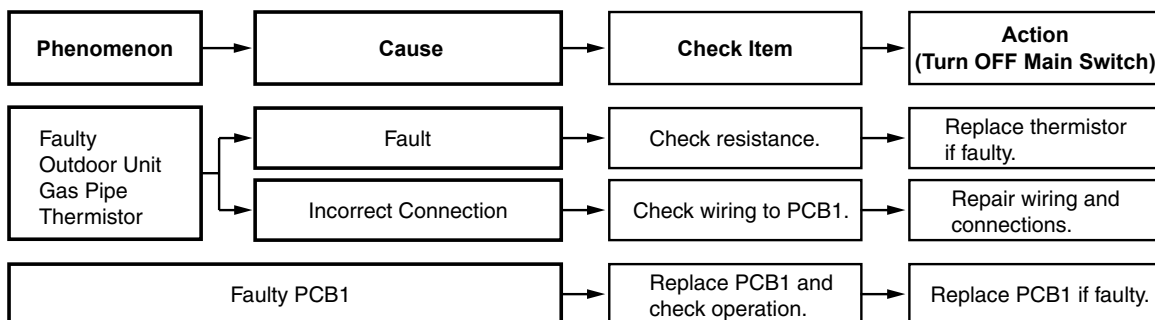 Phenomenon
Cause
Check Item
Action
(Turn OFF Main Switch)
Faulty
Outdoor Unit
Gas Pipe
Thermistor
Fault
Check resistance.
Replace thermistor
if faulty.
Incorrect Connection
Check wiring to PCB1.
Repair wiring and
connections.
Faulty PCB1
Replace PCB1 and
check operation.
Replace PCB1 if faulty.